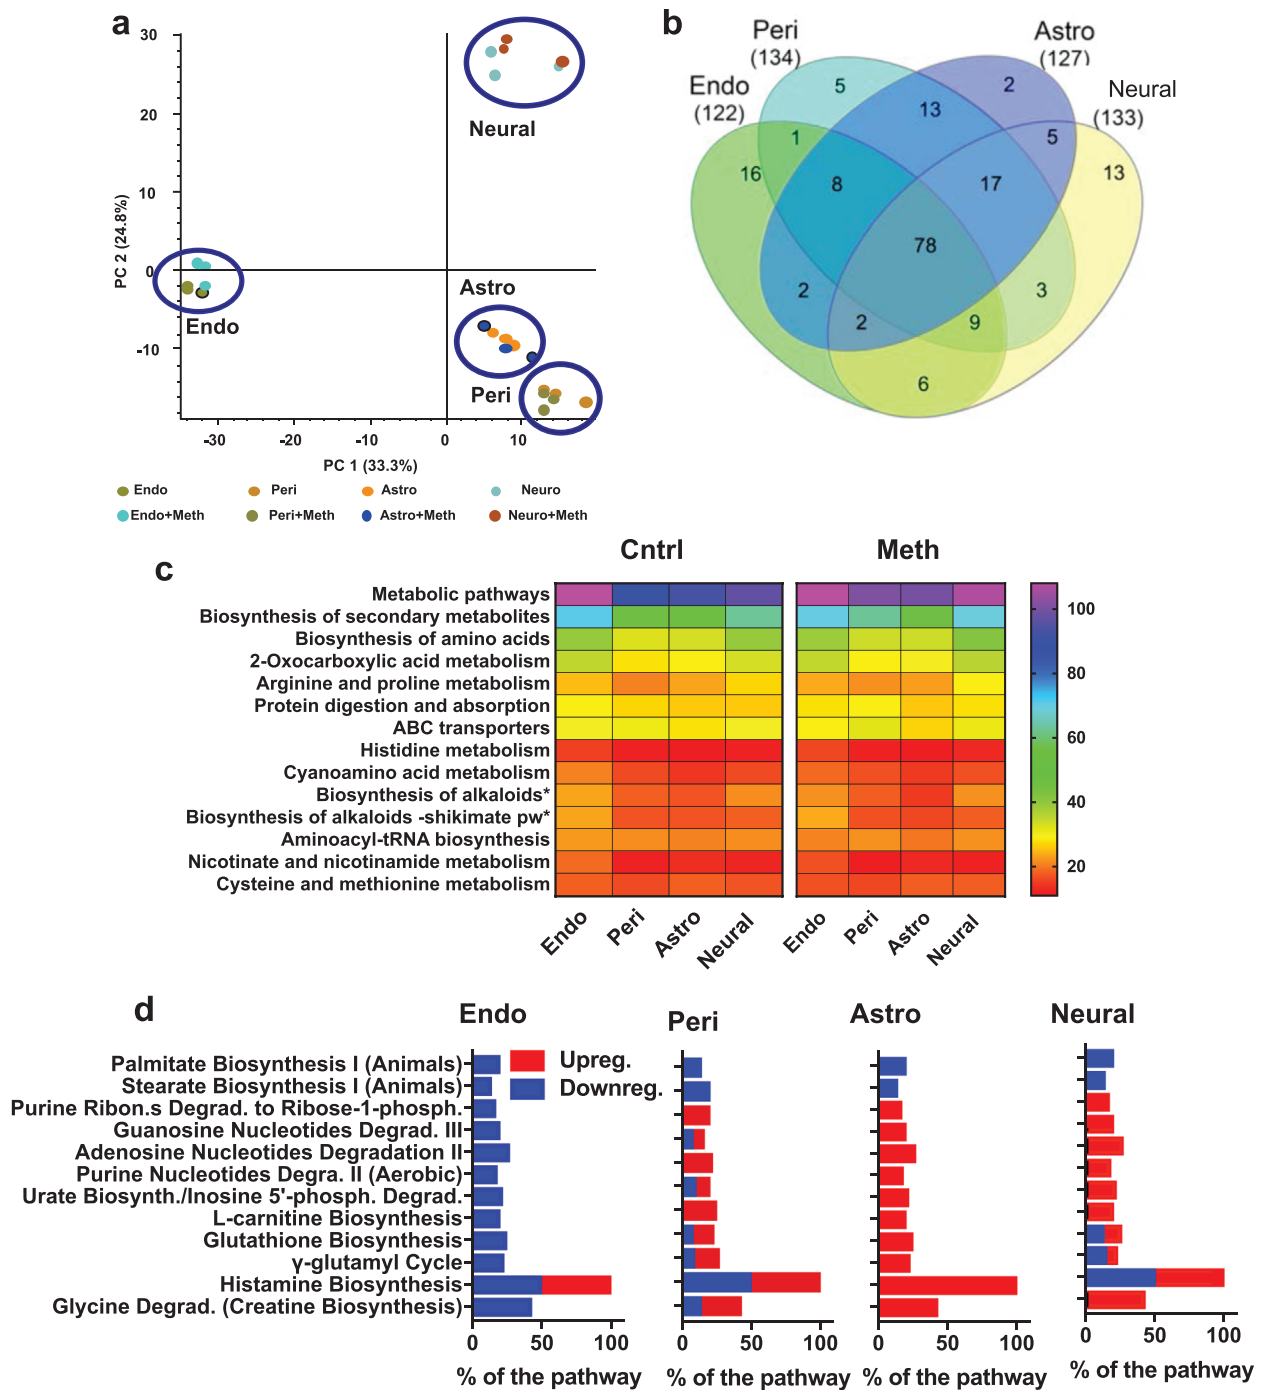 a
30
20
10
0
-10
PC 2 (24.8%)
Neural
Endo
Astro
Peri
-30 -20 -10 0 10
PC 1 (33.3%)
Endo Peri Astro Neuro
Endo+Meth Peri+Meth Astro+Meth Neuro+Meth
b
Peri
(134)
Astro
(127)
Endo
(122)
Neural
(133)
5 13 2
1 5
16 8 17 13
78
2 3
2 9
6
c
Cntrl Meth
Metabolic pathways
Biosynthesis of secondary metabolites
Biosynthesis of amino acids
2-Oxocarboxylic acid metabolism
Arginine and proline metabolism
Protein digestion and absorption
ABC transporters
Histidine metabolism
Cyanoamino acid metabolism
Biosynthesis of alkaloids*
Biosynthesis of alkaloids -shikimate pw*
Aminoacyl-tRNA biosynthesis
Nicotinate and nicotinamide metabolism
Cysteine and methionine metabolism
Endo Peri Astro Neural Endo Peri Astro Neural
100
80
60
40
20
d
Endo Peri Astro Neural
Upreg.
Downreg.
Palmitate Biosynthesis I (Animals)
Stearate Biosynthesis I (Animals)
Purine Ribon.s Degrad. to Ribose-1-phosph.
Guanosine Nucleotides Degrad. III
Adenosine Nucleotides Degradation II
Purine Nucleotides Degra. II (Aerobic)
Urate Biosynth./Inosine 5'-phosph. Degrad.
L-carnitine Biosynthesis
Glutathione Biosynthesis
γ-glutamyl Cycle
Histamine Biosynthesis
Glycine Degrad. (Creatine Biosynthesis)
0 50 100 0 50 100 0 50 100 0 50 100
% of the pathway % of the pathway % of the pathway % of the pathway